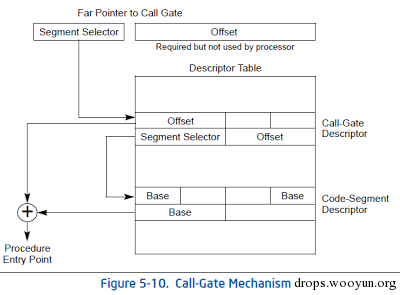 Far Pointer to Call Gate
Segment Selector
Offset
Required but not used by processor
Descriptor Table
Offset
Segment Selector
Offset
Call-Gate
Descriptor
Base
Base
Base
Code-Segment
Descriptor
+
Procedure
Entry Point
Figure 5-10. Call-Gate Mechanism drops.wooyun.org